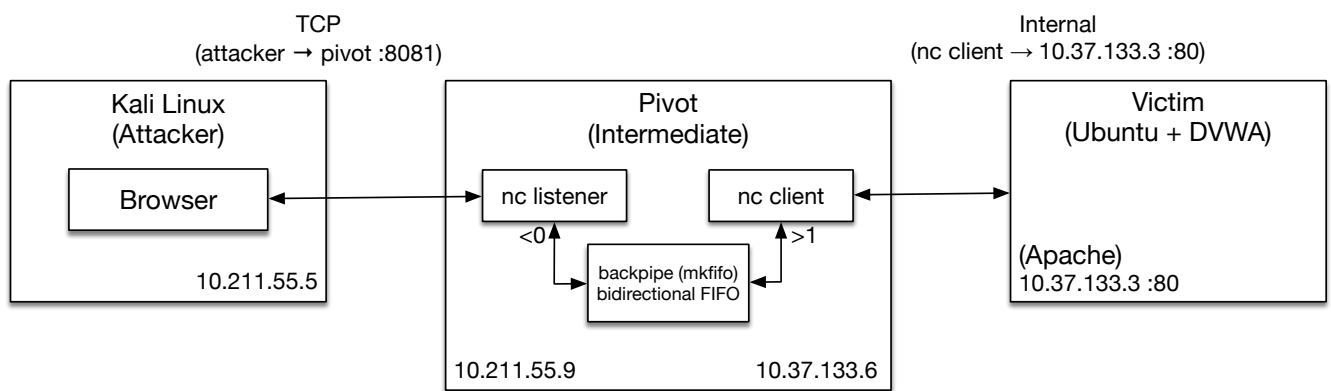 TCP
(attacker → pivot :8081)
Internal
(nc client → 10.37.133.3 :80)
Kali Linux
(Attacker)
Browser
10.211.55.5
Pivot
(Intermediate)
nc listener
nc client
<0
>1
backpipe (mkfifo)
bidirectional FIFO
10.211.55.9
10.37.133.6
Victim
(Ubuntu + DVWA)
(Apache)
10.37.133.3 :80